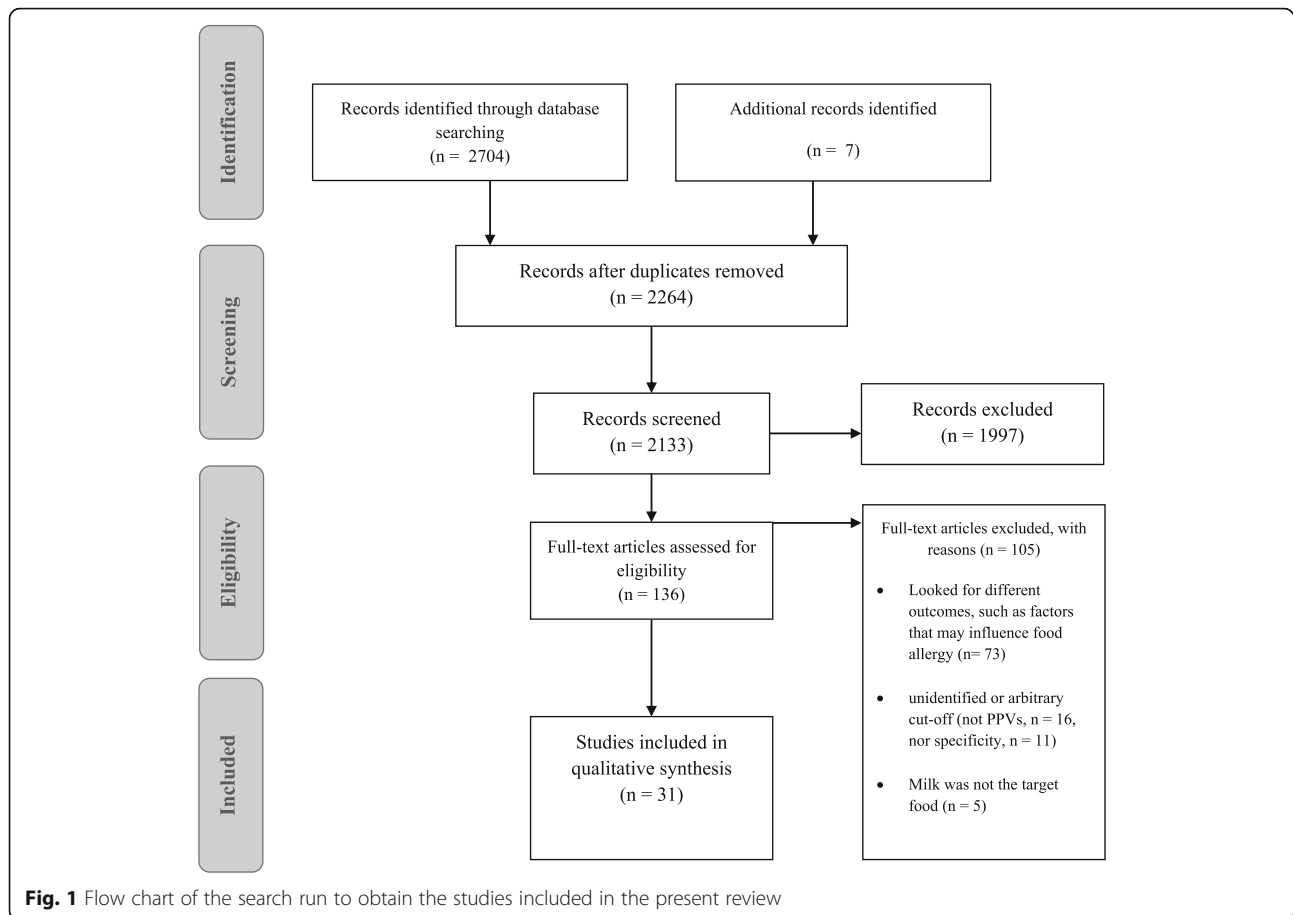 Identification
Records identified through database
searching
(n = 2704)
Additional records identified
(n = 7)
Screening
Records after duplicates removed
(n = 2264)
Records screened
(n = 2133)
Records excluded
(n = 1997)
Eligibility
Full-text articles assessed for
eligibility
(n = 136)
Full-text articles excluded, with
reasons (n = 105)
• Looked for different
outcomes, such as factors
that may influence food
allergy (n= 73)
• unidentified or arbitrary
cut-off (not PPVs, n = 16,
nor specificity, n = 11)
• Milk was not the target
food (n = 5)
Included
Studies included in
qualitative synthesis
(n = 31)
Fig. 1 Flow chart of the search run to obtain the studies included in the present review